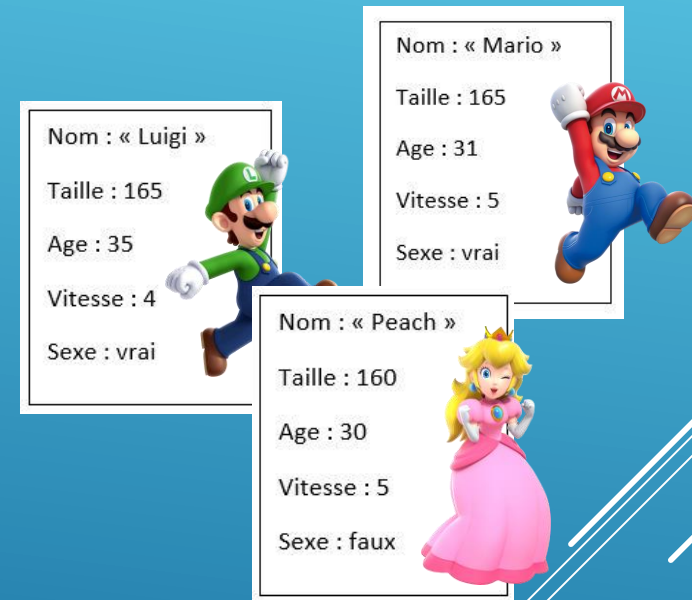 Nom : « Luigi »
Taille : 165
Age : 35
Vitesse : 4
Sexe : vrai
Nom : « Mario »
Taille : 165
Age : 31
Vitesse : 5
Sexe : vrai
Nom : « Peach »
Taille : 160
Age : 30
Vitesse : 5
Sexe : faux